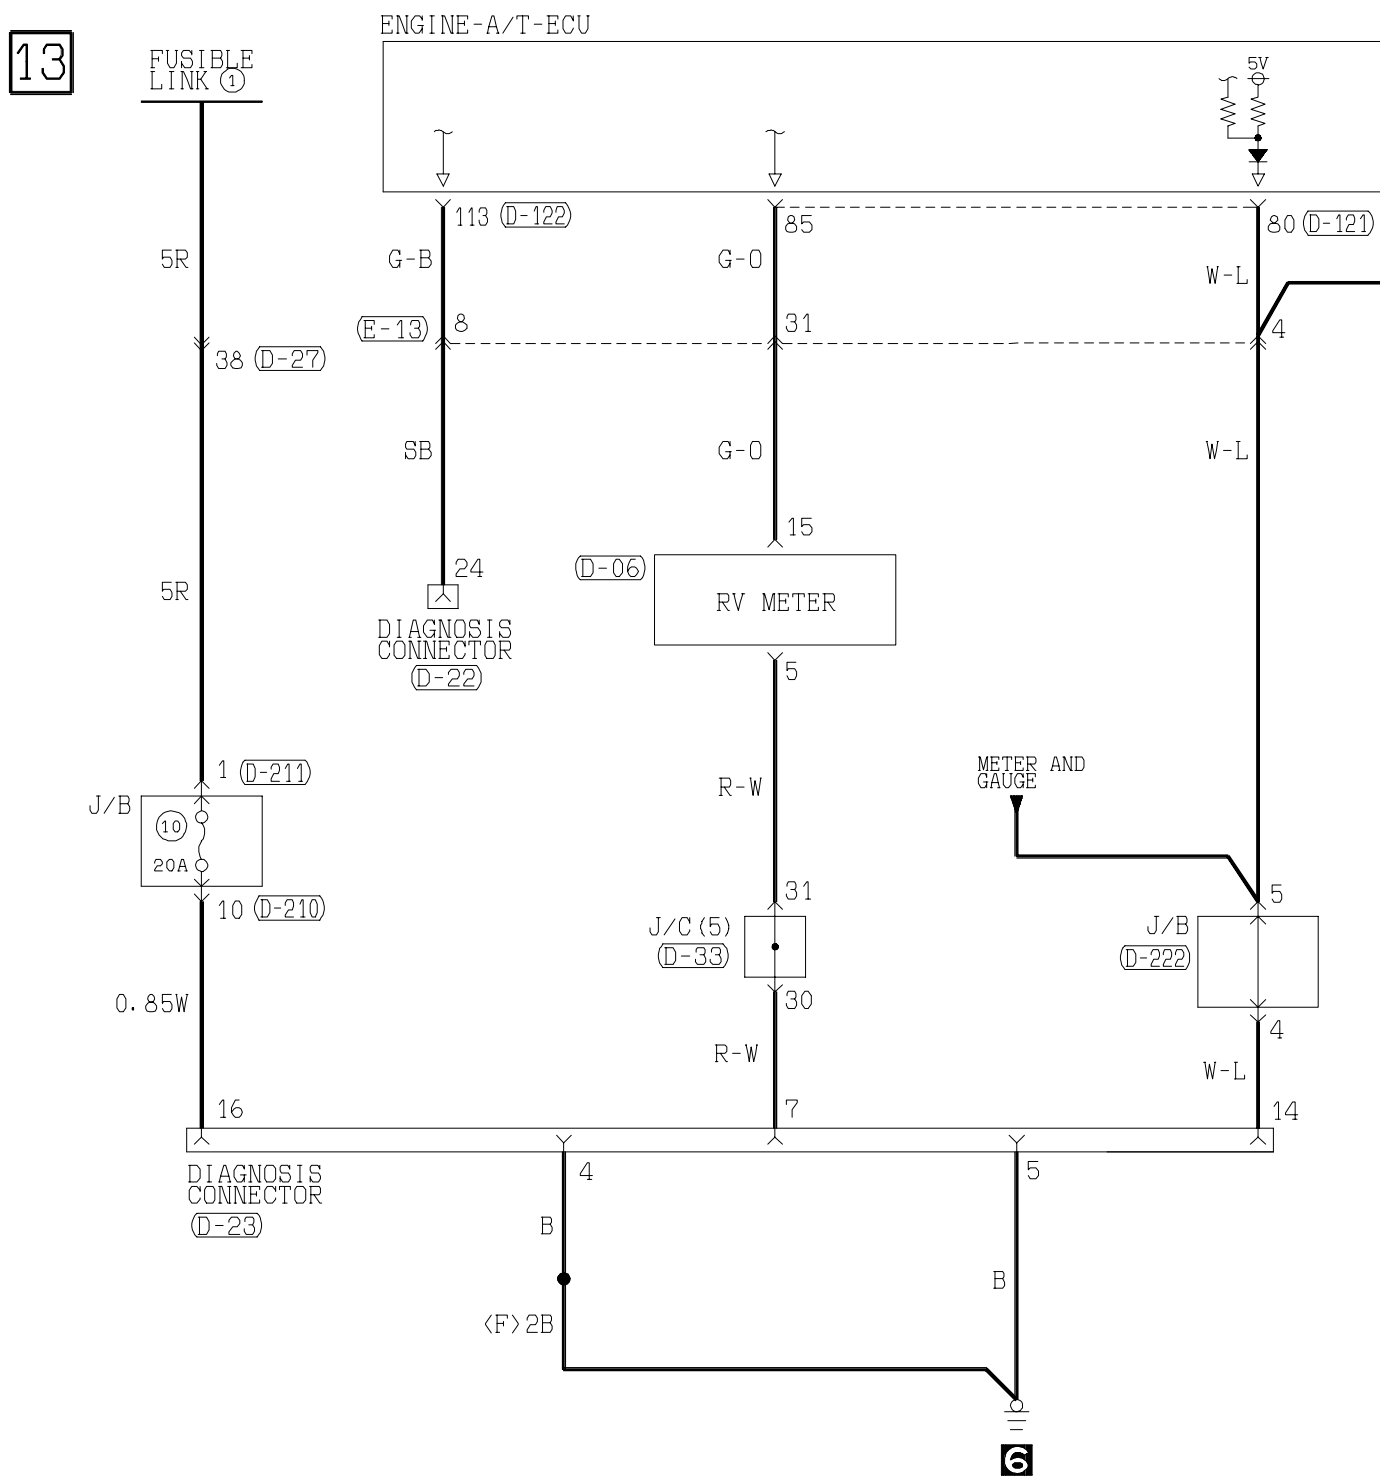 ENGINE-A/T-ECU
13
FUSIBLE
LINK ①
5V
113 (D-122)
85
80 (D-121)
5R
G-B
G-O
W-L
(E-13) 8
31
4
38 (D-27)
SB
G-O
W-L
15
(D-06)
24
5R
RV METER
DIAGNOSIS
CONNECTOR
(D-22)
5
METER AND
GAUGE
1 (D-211)
R-W
J/B
10
20A
31
5
10 (D-210)
J/C(5)
(D-33)
J/B
(D-222)
0.85W
30
4
R-W
W-L
16
7
14
DIAGNOSIS
CONNECTOR
(D-23)
4
5
B
B
<F>2B
6